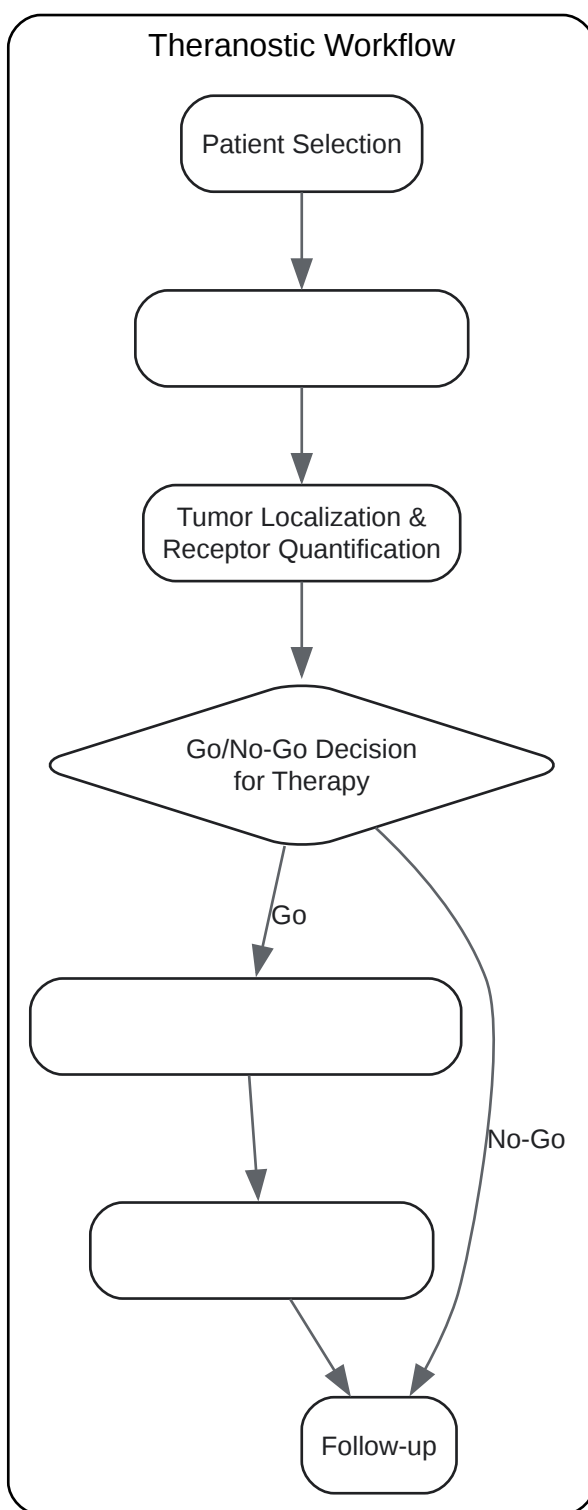 Theranostic Workflow
Patient Selection
Tumor Localization &
Receptor Quantification
Go/No-Go Decision
for Therapy
Go
No-Go
Follow-up